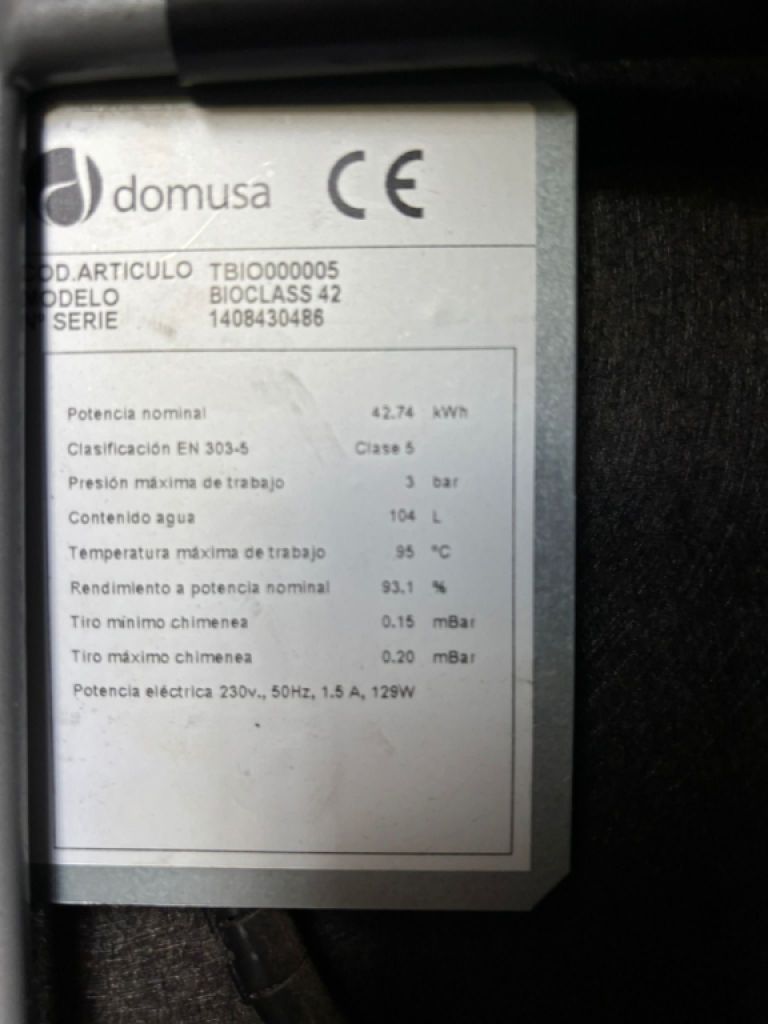 domusa CE
COD.ARTICULO TBIO000005
MODELO BIOCLASS 42
Nº SERIE 1408430486
Potencia nominal 42.74 kWh
Clasificación EN 303-5 Clase 5
Presión máxima de trabajo 3 bar
Contenido agua 104 L
Temperatura máxima de trabajo 95 °C
Rendimiento a potencia nominal 93.1 %
Tiro mínimo chimenea 0.15 mBar
Tiro máximo chimenea 0.20 mBar
Potencia eléctrica 230v., 50Hz, 1.5 A, 129W